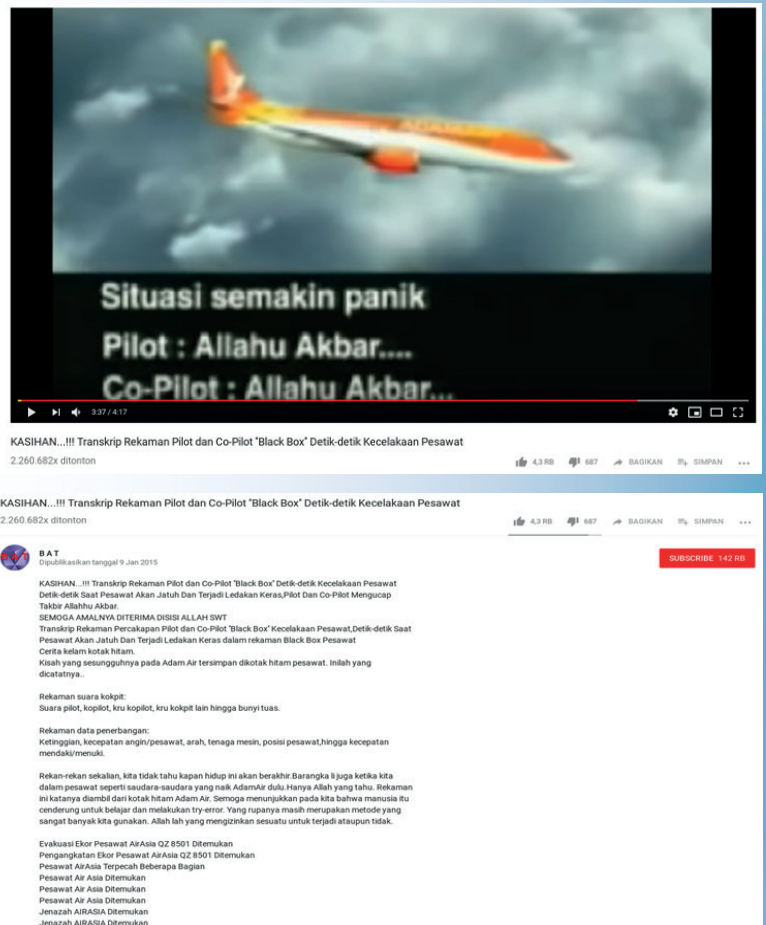 Situasi semakin panik
Pilot : Allahu Akbar....
Co-Pilot : Allahu Akbar...
3:37 / 4:17
KASIHAN...!!! Transkrip Rekaman Pilot dan Co-Pilot "Black Box" Detik-detik Kecelakaan Pesawat
2.260.682x ditonton
4,3 RB 687 BAGIKAN SIMPAN
KASIHAN...!!! Transkrip Rekaman Pilot dan Co-Pilot "Black Box" Detik-detik Kecelakaan Pesawat
2.260.682x ditonton
4,3 RB 687 BAGIKAN SIMPAN
B A T
Dipublikasikan tanggal 9 Jan 2015
SUBSCRIBE 142 RB
KASIHAN...!!! Transkrip Rekaman Pilot dan Co-Pilot "Black Box" Detik-detik Kecelakaan Pesawat
Detik-detik Saat Pesawat Akan Jatuh Dan Terjadi Ledakan Keras,Pilot Dan Co-Pilot Mengucap
Takbir Allahhu Akbar.
SEMOGA AMALNYA DITERIMA DISISI ALLAH SWT
Transkrip Rekaman Percakapan Pilot dan Co-Pilot "Black Box" Kecelakaan Pesawat,Detik-detik Saat
Pesawat Akan Jatuh Dan Terjadi Ledakan Keras dalam rekaman Black Box Pesawat
Cerita kelam kotak hitam.
Kisah yang sesungguhnya pada Adam Air tersimpan dikotak hitam pesawat. Inilah yang
dicatatnya..
Rekaman suara kokpit:
Suara pilot, kopilot, kru kopilot, kru kokpit lain hingga bunyi tuas.
Rekaman data penerbangan:
Ketinggian, kecepatan angin/pesawat, arah, tenaga mesin, posisi pesawat,hingga kecepatan
mendaki/menuki.
Rekan-rekan sekalian, kita tidak tahu kapan hidup ini akan berakhir.Barangka li juga ketika kita
dalam pesawat seperti saudara-saudara yang naik AdamAir dulu.Hanya Allah yang tahu. Rekaman
ini katanya diambil dari kotak hitam Adam Air. Semoga menunjukkan pada kita bahwa manusia itu
cenderung untuk belajar dan melakukan try-error. Yang rupanya masih merupakan metode yang
sangat banyak kita gunakan. Allah lah yang mengizinkan sesuatu untuk terjadi ataupun tidak.
Evakuasi Ekor Pesawat AirAsia QZ 8501 Ditemukan
Pengangkatan Ekor Pesawat AirAsia QZ 8501 Ditemukan
Pesawat AirAsia Terpecah Beberapa Bagian
Pesawat Air Asia Ditemukan
Pesawat Air Asia Ditemukan
Pesawat Air Asia Ditemukan
Jenazah AIRASIA Ditemukan
Jenazah AIRASIA Ditemukan